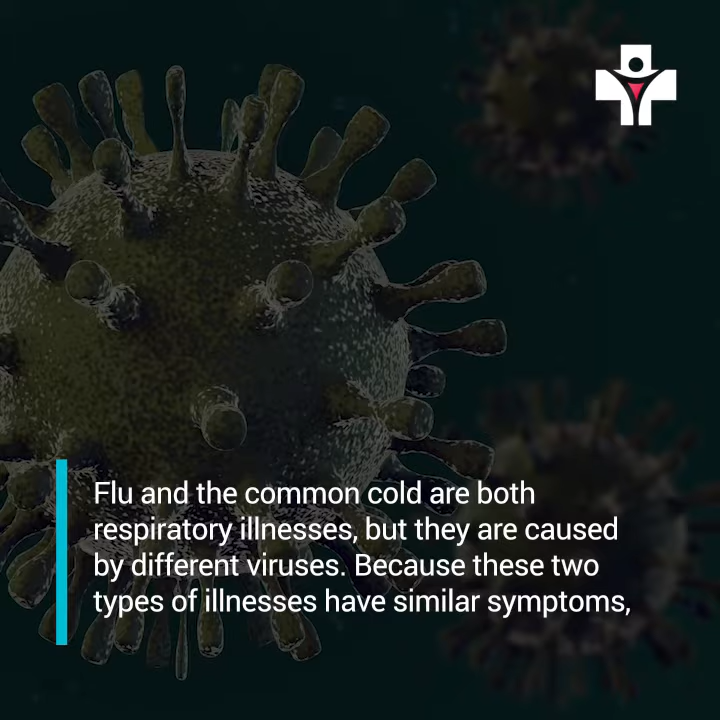 Flu and the common cold are both
respiratory illnesses, but they are caused
by different viruses. Because these two
types of illnesses have similar symptoms,